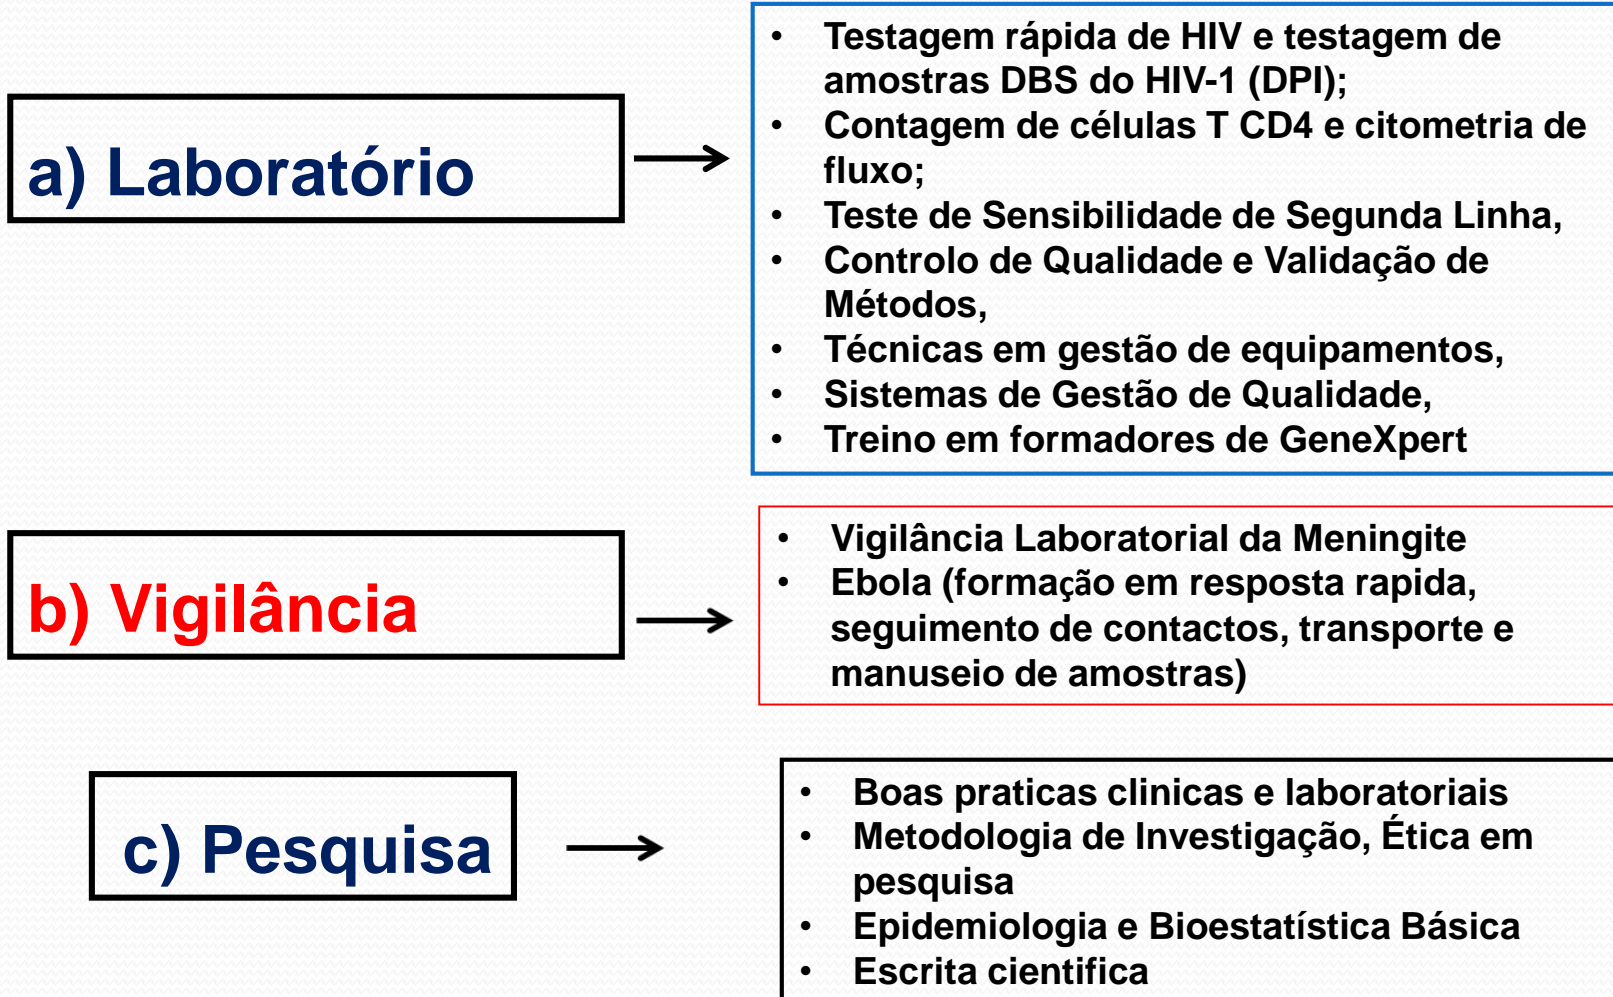 a) Laboratório
• Testagem rápida de HIV e testagem de
amostras DBS do HIV-1 (DPI);
• Contagem de células T CD4 e citometria de
fluxo;
• Teste de Sensibilidade de Segunda Linha,
• Controlo de Qualidade e Validação de
Métodos,
• Técnicas em gestão de equipamentos,
• Sistemas de Gestão de Qualidade,
• Treino em formadores de GeneXpert
b) Vigilância
• Vigilância Laboratorial da Meningite
• Ebola (formação em resposta rapida,
seguimento de contactos, transporte e
manuseio de amostras)
c) Pesquisa
• Boas praticas clinicas e laboratoriais
• Metodologia de Investigação, Ética em
pesquisa
• Epidemiologia e Bioestatística Básica
• Escrita cientifica